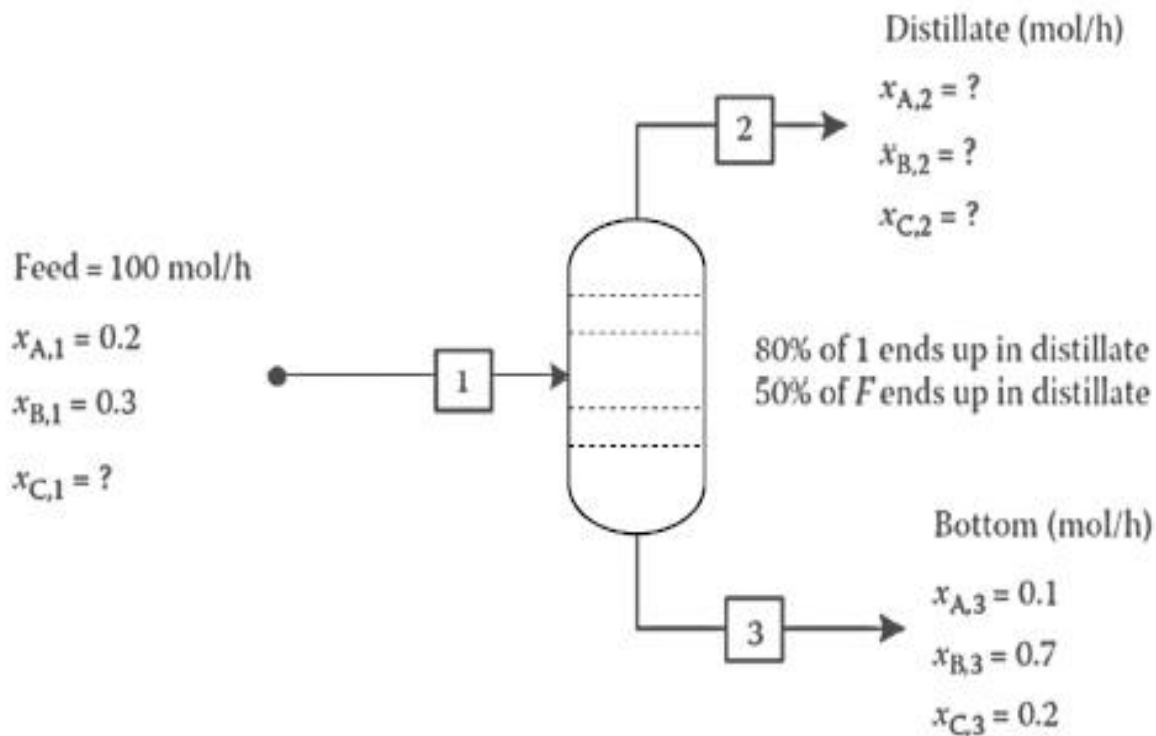 Distillate (mol/h)
x_A,2 = ?
x_B,2 = ?
x_C,2 = ?
2
Feed = 100 mol/h
x_A,1 = 0.2
x_B,1 = 0.3
x_C,1 = ?
1
80% of 1 ends up in distillate
50% of F ends up in distillate
Bottom (mol/h)
x_A,3 = 0.1
x_B,3 = 0.7
x_C,3 = 0.2
3